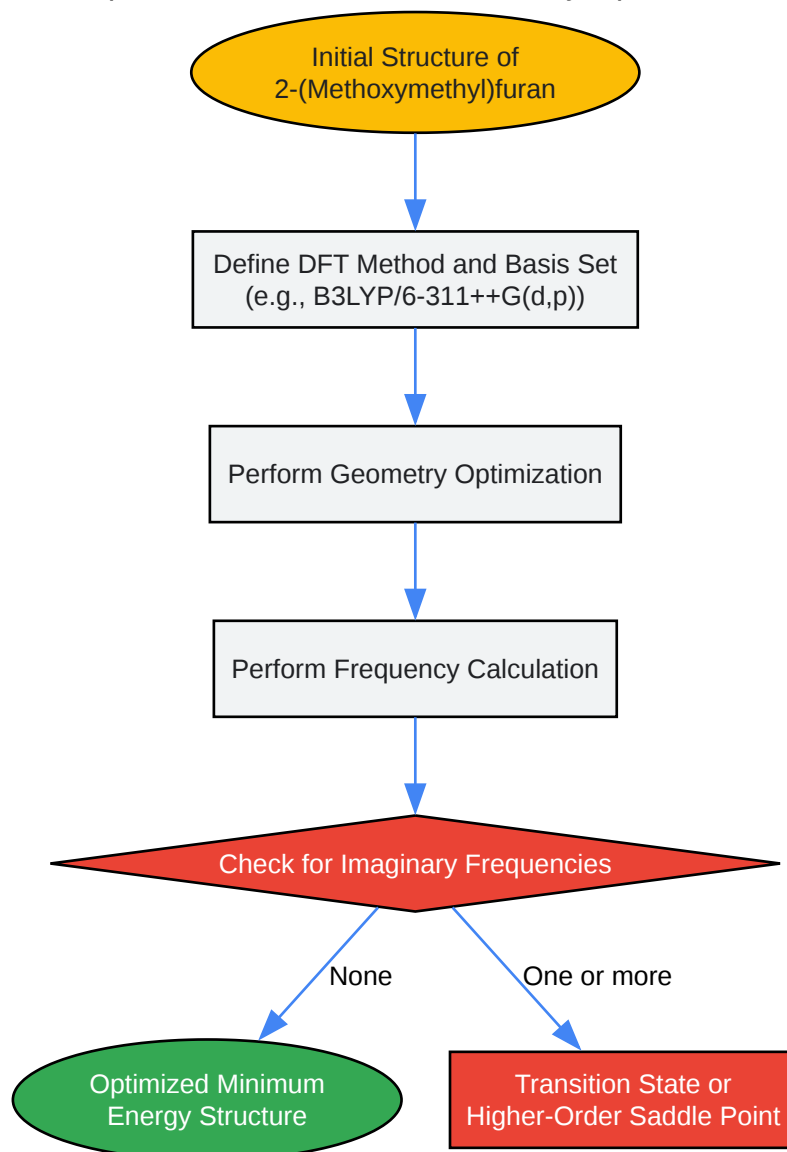 Initial Structure of
2-(Methoxymethyl)furan
Define DFT Method and Basis Set
(e.g., B3LYP/6-311++G(d,p))
Perform Geometry Optimization
Perform Frequency Calculation
Check for Imaginary Frequencies
None
One or more
Optimized Minimum
Energy Structure
Transition State or
Higher-Order Saddle Point